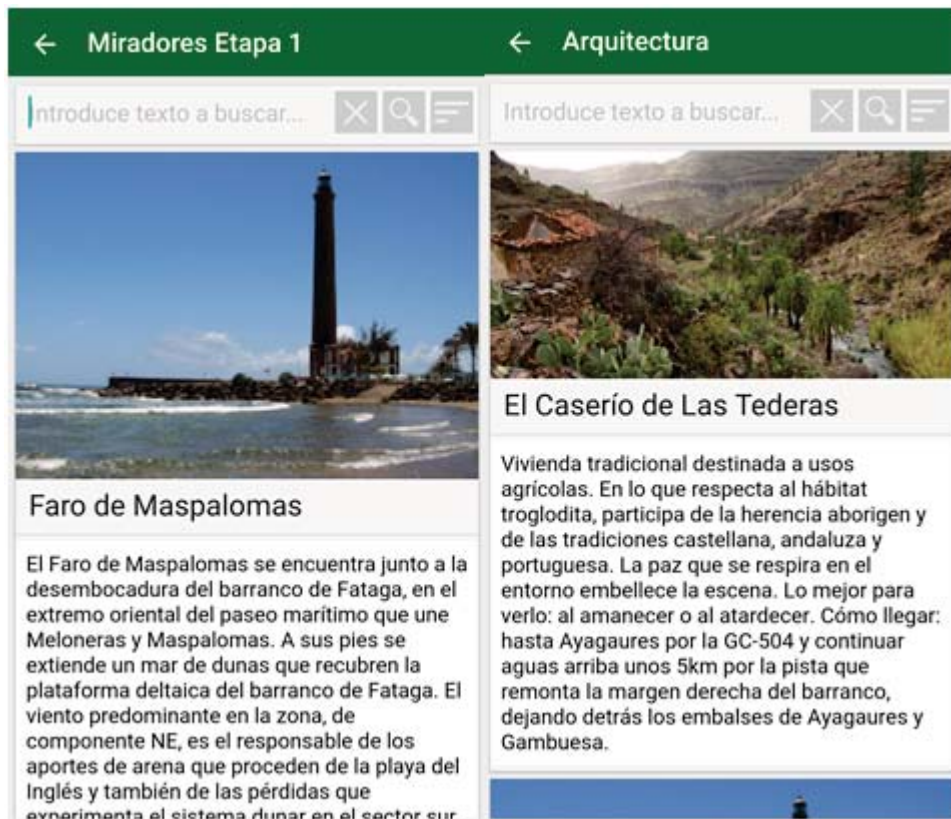 Miradores Etapa 1
Introduce texto a buscar...
Faro de Maspalomas
El Faro de Maspalomas se encuentra junto a la
desembocadura del barranco de Fataga, en el
extremo oriental del paseo marítimo que une
Meloneras y Maspalomas. A sus pies se
extiende un mar de dunas que recubren la
plataforma deltaica del barranco de Fataga. El
viento predominante en la zona, de
componente NE, es el responsable de los
aportes de arena que proceden de la playa del
Inglés y también de las pérdidas que
experimenta el sistema dunar en el sector sur
Arquitectura
Introduce texto a buscar...
El Caserío de Las Tederas
Vivienda tradicional destinada a usos
agrícolas. En lo que respecta al hábitat
troglodita, participa de la herencia aborigen y
de las tradiciones castellana, andaluza y
portuguesa. La paz que se respira en el
entorno embellece la escena. Lo mejor para
verlo: al amanecer o al atardecer. Cómo llegar:
hasta Ayagaures por la GC-504 y continuar
aguas arriba unos 5km por la pista que
remonta la margen derecha del barranco,
dejando detrás los embalses de Ayagaures y
Gambuesa.